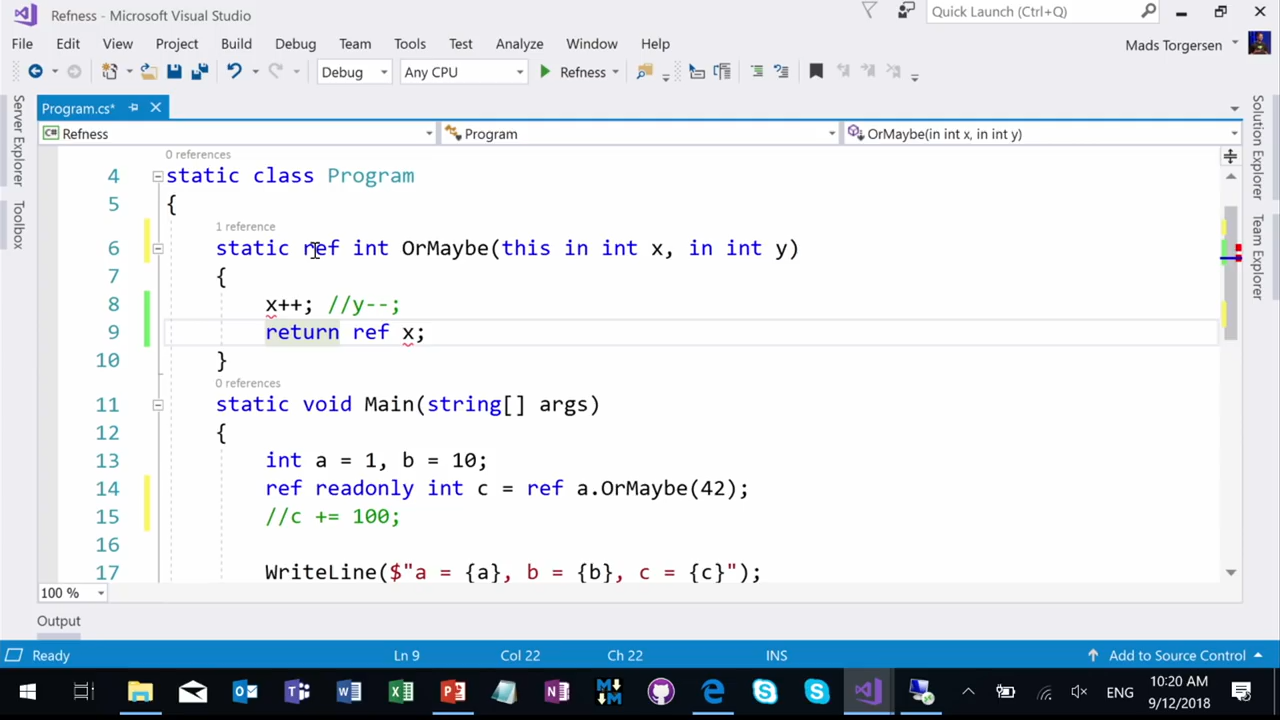 Refness - Microsoft Visual Studio
Quick Launch (Ctrl+Q)
File Edit View Project Build Debug Team Tools Test Analyze Window Help
Mads Torgersen
Debug Any CPU Refness
Server Explorer
Toolbox
Program.cs*
Refness Program OrMaybe(in int x, in int y)
0 references
4 static class Program
5 {
1 reference
6 static ref int OrMaybe(this in int x, in int y)
7 {
8 x++; //y--;
9 return ref x;
10 }
0 references
11 static void Main(string[] args)
12 {
13 int a = 1, b = 10;
14 ref readonly int c = ref a.OrMaybe(42);
15 //c += 100;
16
17 WriteLine($"a = {a}, b = {b}, c = {c}");
100 %
Solution Explorer
Team Explorer
Output
Ready Ln 9 Col 22 Ch 22 INS Add to Source Control
ENG
10:20 AM
9/12/2018